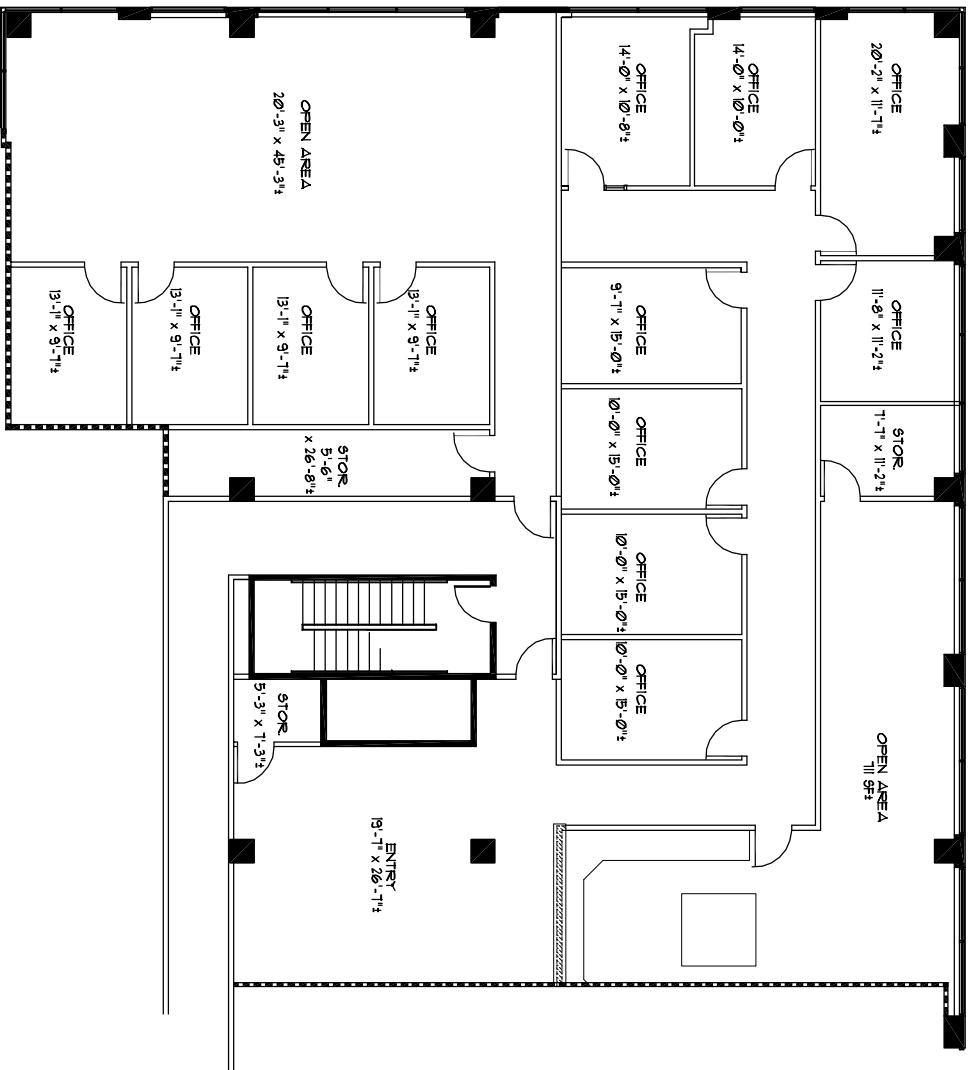 OFFICE
20'-2" x 11'-7"±
OFFICE
11'-8" x 11'-2"±
STOR.
7'-7" x 11'-2"±
OPEN AREA
711 SF±
OFFICE
14'-0" x 10'-0"±
OFFICE
14'-0" x 10'-8"±
OFFICE
9'-7" x 15'-0"±
OFFICE
10'-0" x 15'-0"±
OFFICE
10'-0" x 15'-0"±
OFFICE
10'-0" x 15'-0"±
OPEN AREA
20'-3" x 45'-3"±
OFFICE
13'-1" x 9'-7"±
OFFICE
13'-1" x 9'-7"±
OFFICE
13'-1" x 9'-7"±
OFFICE
13'-1" x 9'-7"±
STOR.
5'-6"
x 26'-8"±
STOR.
5'-3" x 7'-3"±
ENTRY
19'-7" x 26'-7"±